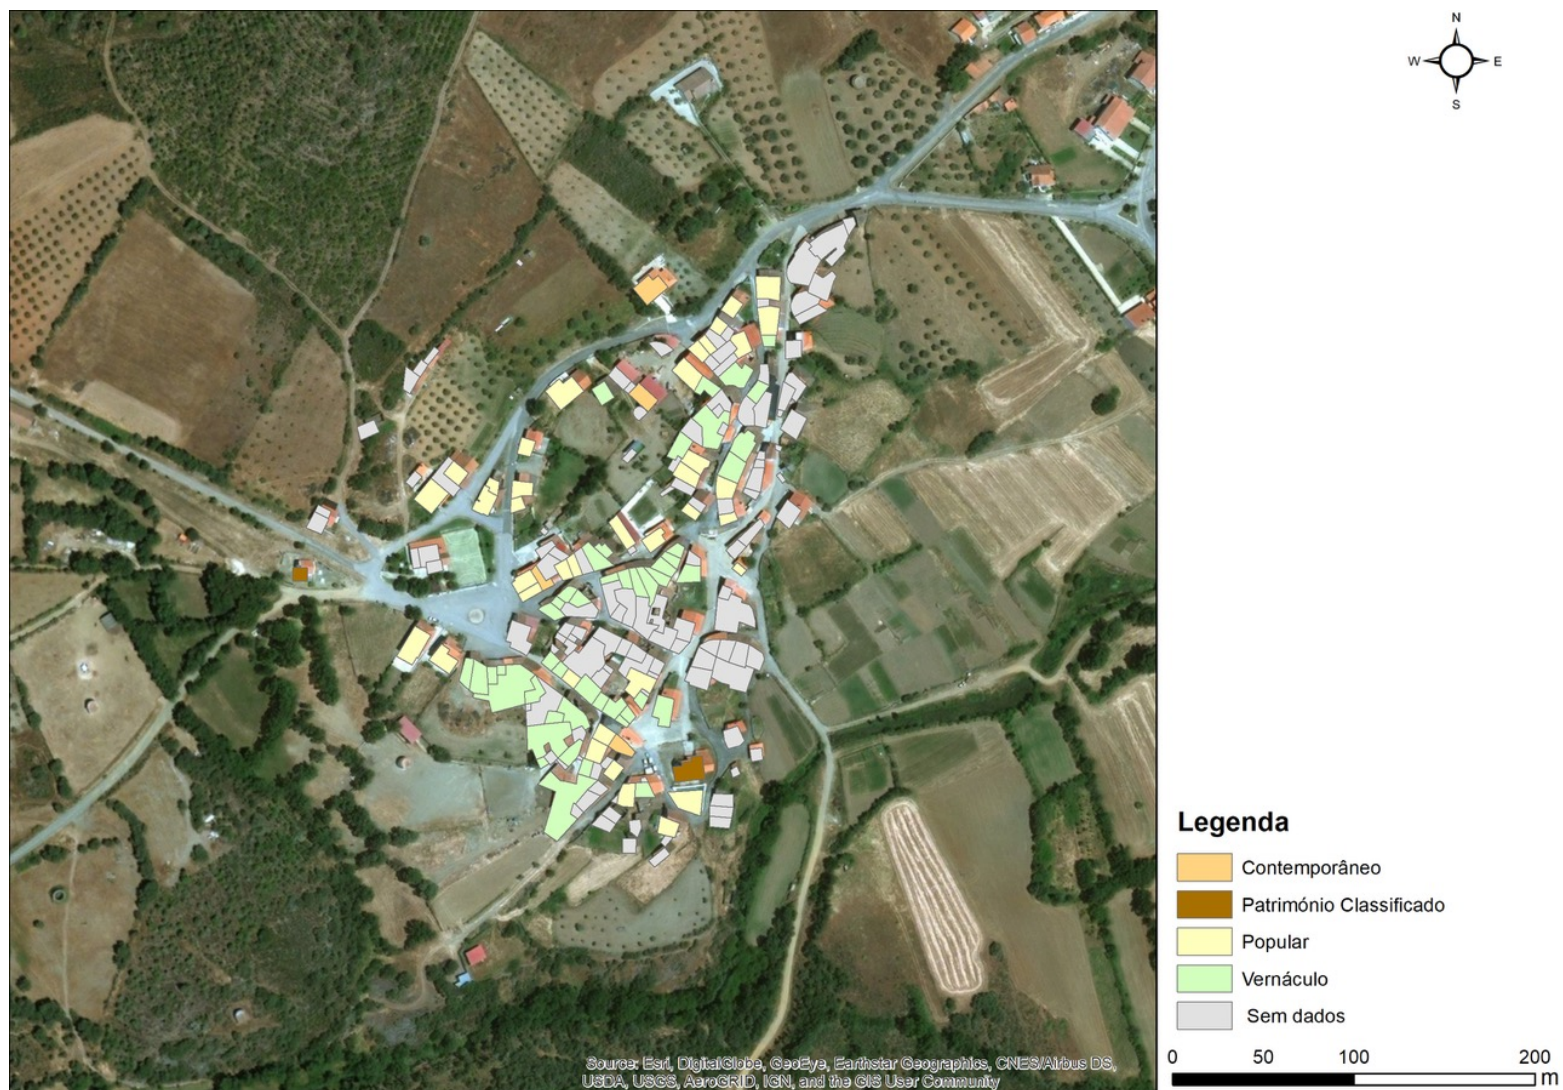 N
W E
S
Legenda
Contemporâneo
Património Classificado
Popular
Vernáculo
Sem dados
0 50 100 200
m
Source: Esri, DigitalGlobe, GeoEye, Earthstar Geographics, CNES/Airbus DS,
USDA, USGS, AeroGRID, IGN, and the GIS User Community